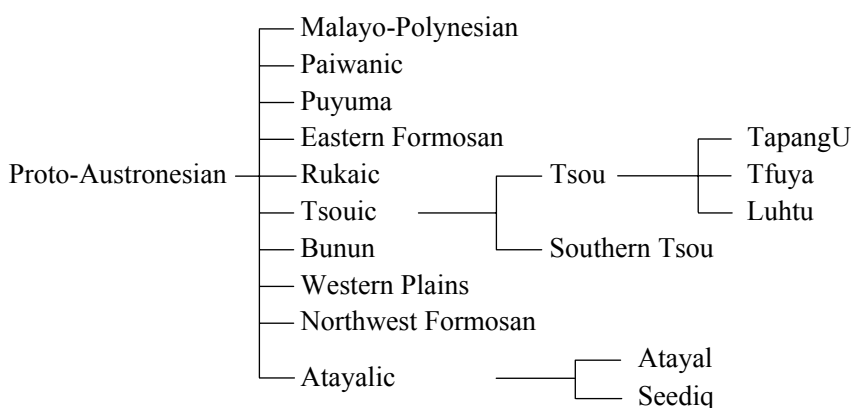 Malayo-Polynesian
Paiwanic
Puyuma
Eastern Formosan TapangU
Proto-Austronesian Rukaic Tsou Tfuya
Tsouic Luhtu
Bunun Southern Tsou
Western Plains
Northwest Formosan
Atayal
Atayalic
Seediq